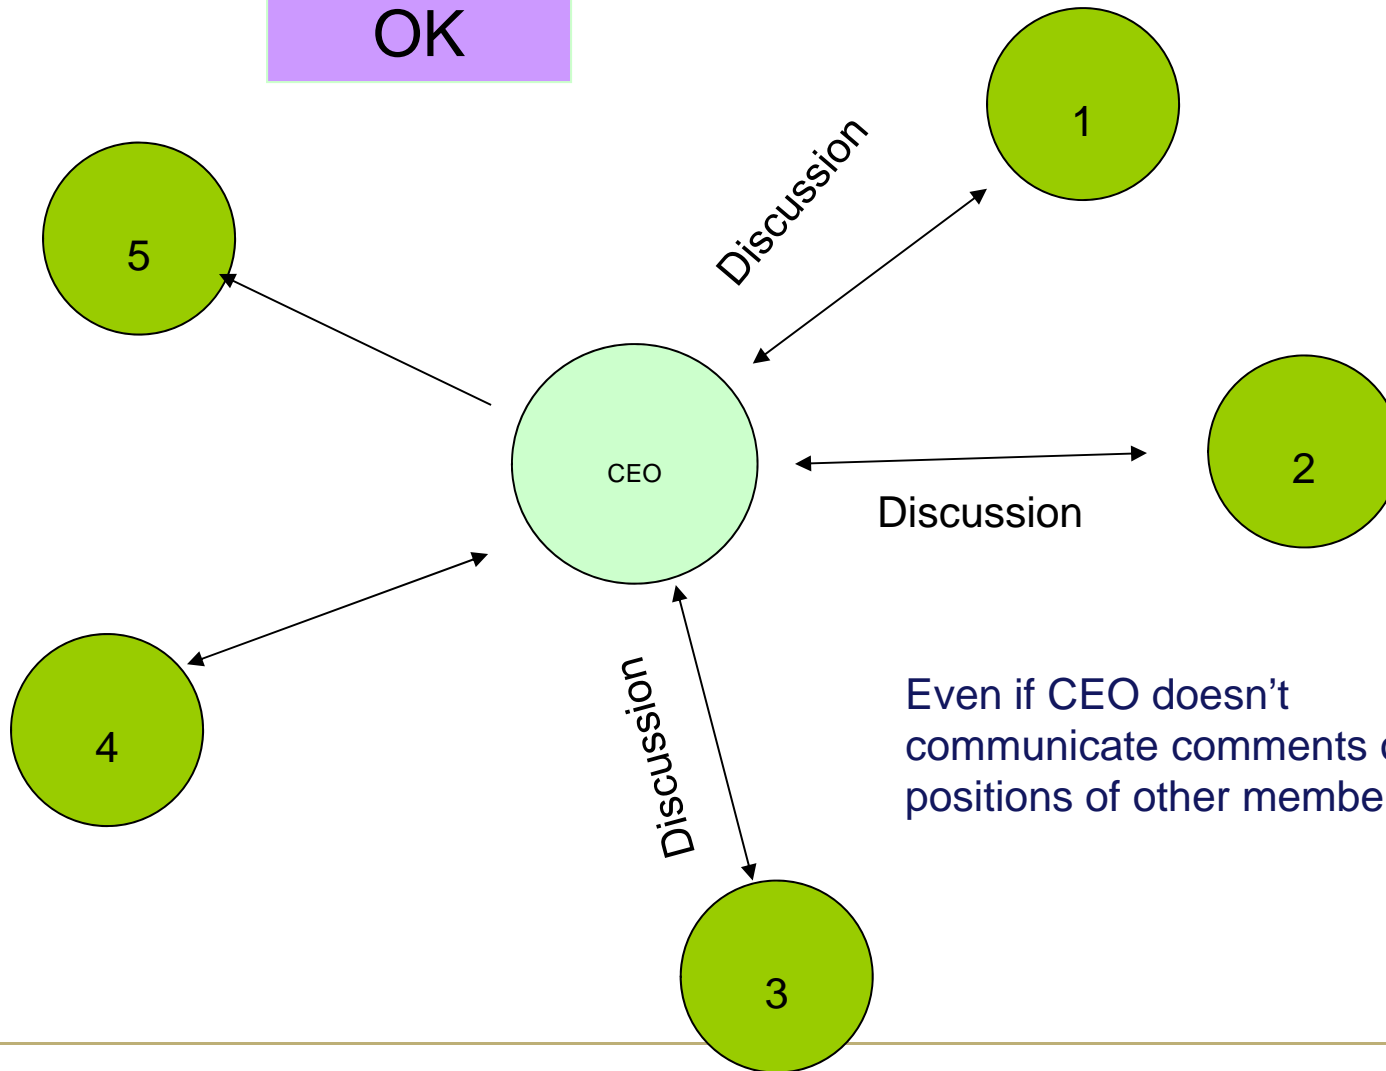 OK
1
Discussion
5
CEO
2
Discussion
Discussion
Even if CEO doesn’t
communicate comments
positions of other
4
3